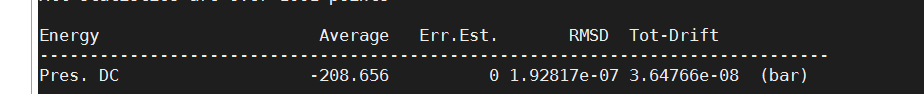 Energy Average Err.Est. RMSD Tot-Drift
-------------------------------------------------------------------------------
Pres. DC -208.656 0 1.92817e-07 3.64766e-08 (bar)